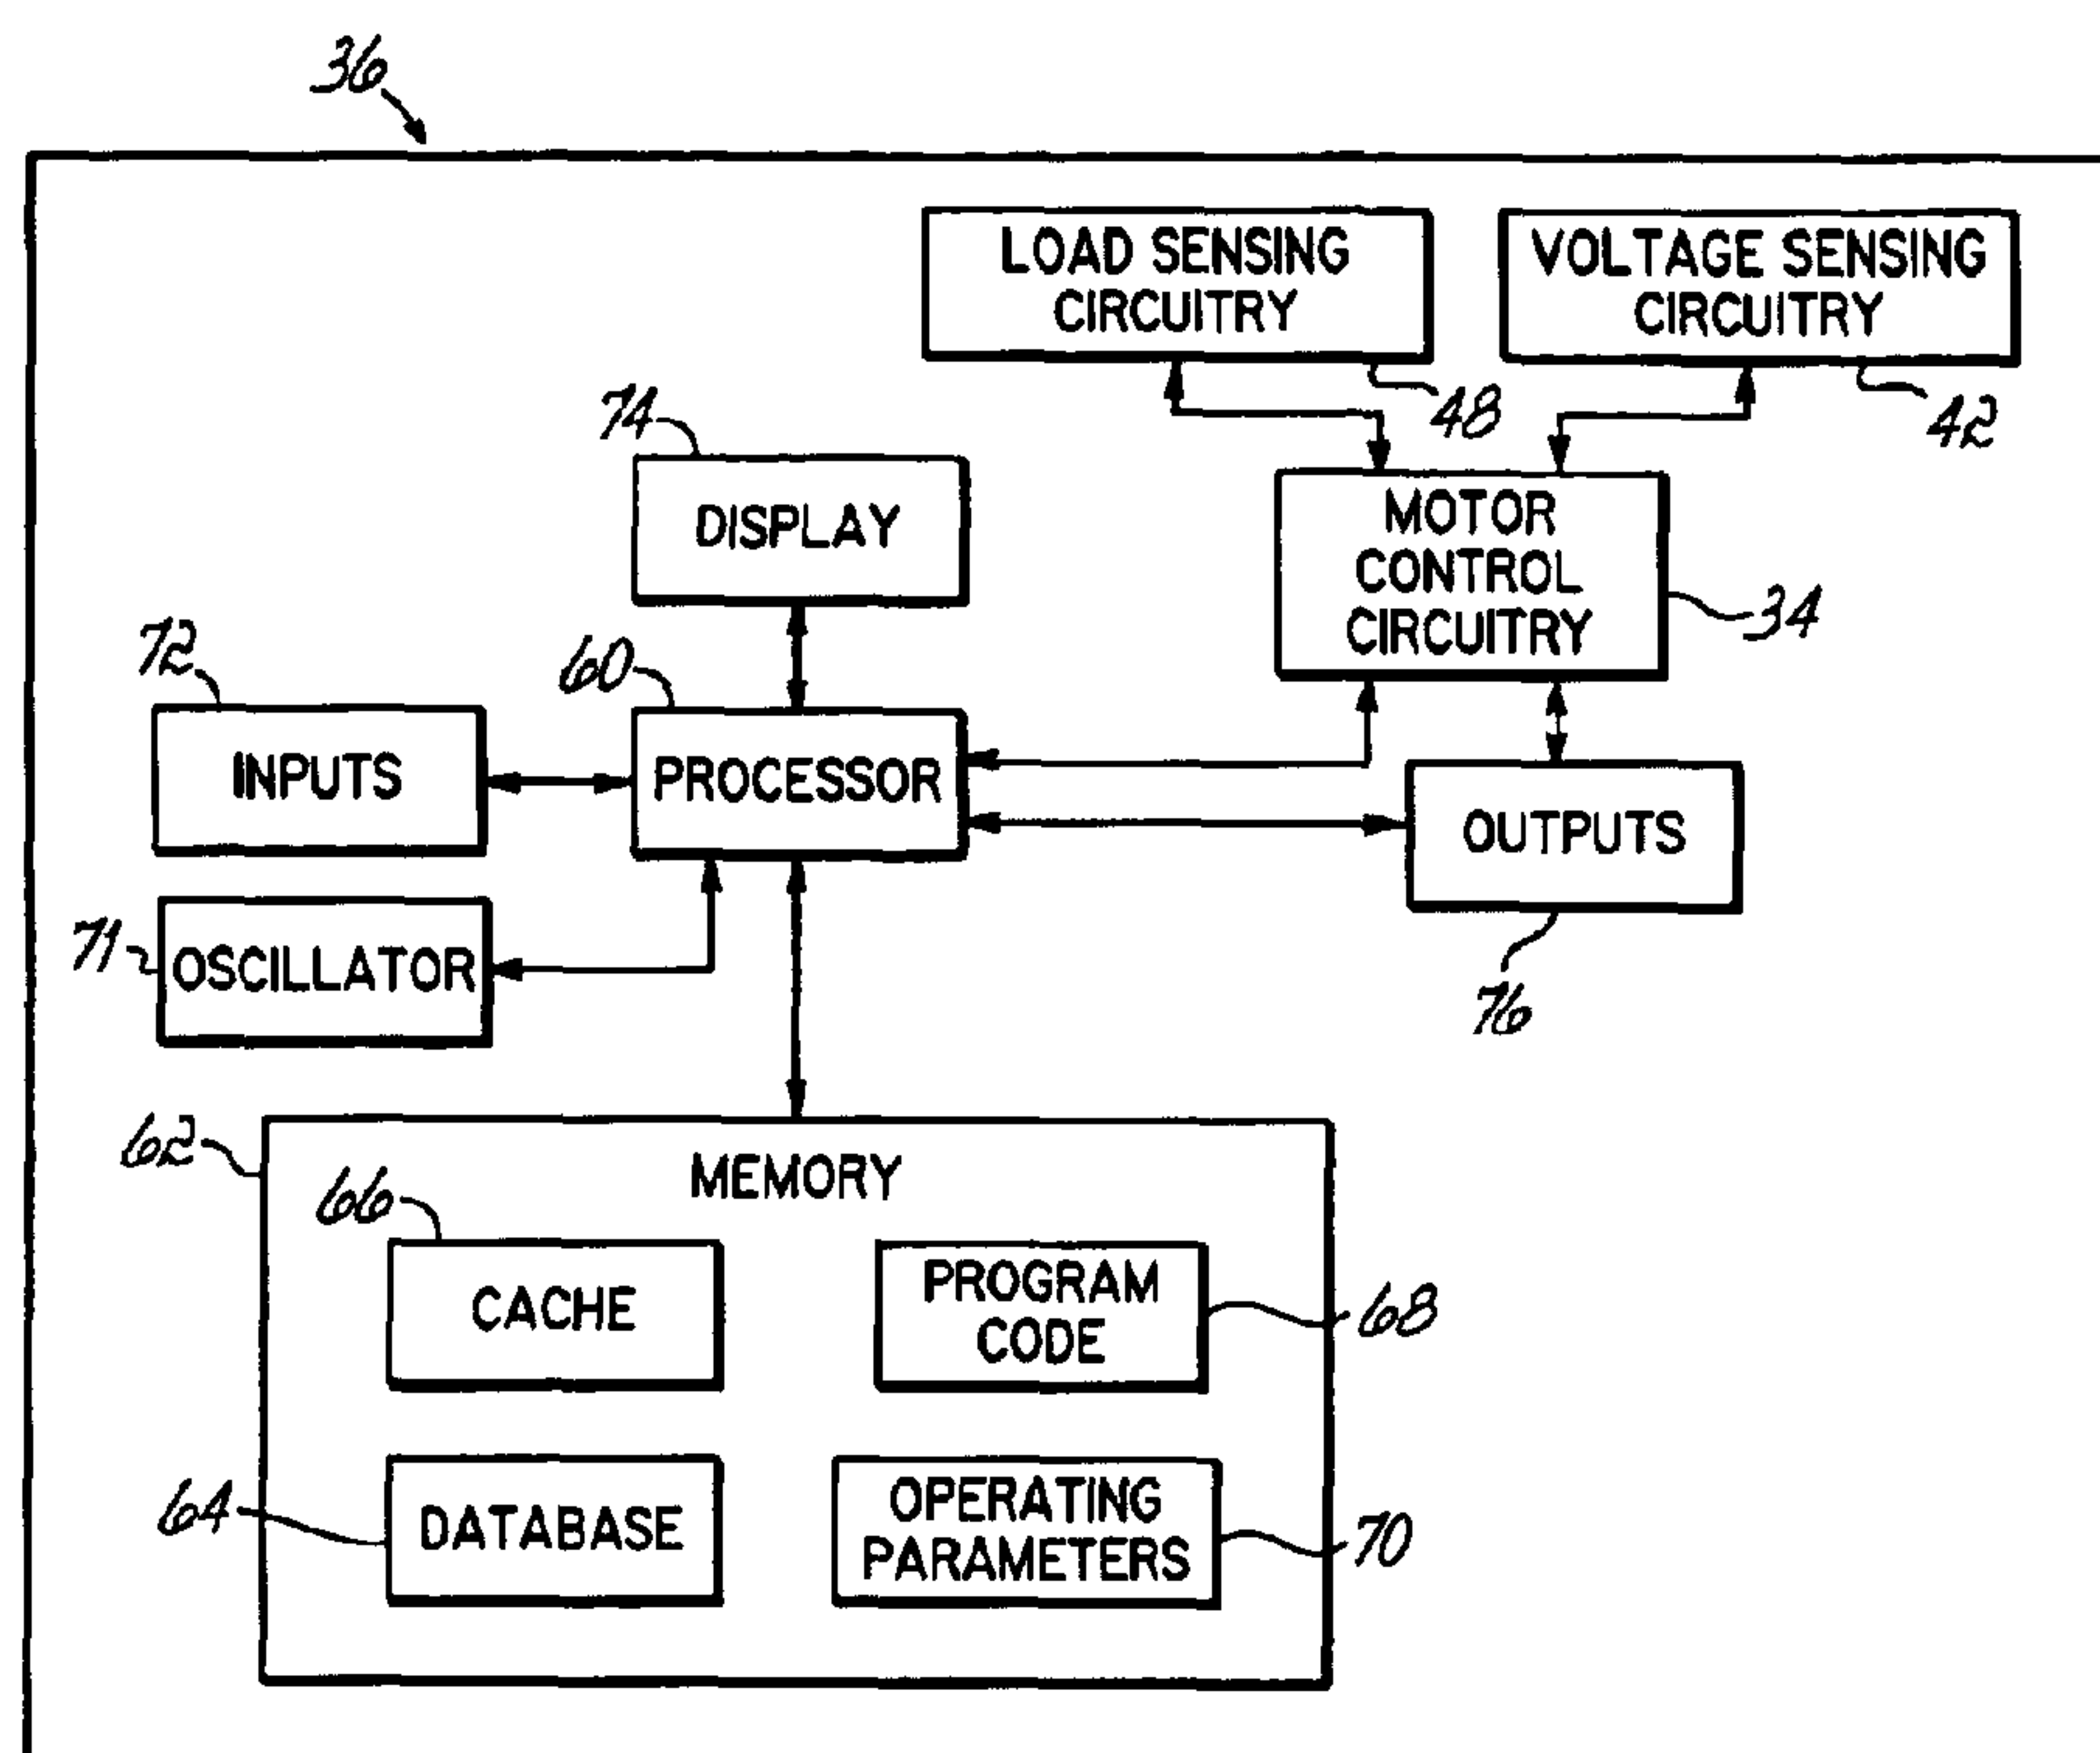 36
LOAD SENSING
CIRCUITRY
VOLTAGE SENSING
CIRCUITRY
48
42
74
DISPLAY
MOTOR
CONTROL
CIRCUITRY
34
72
60
INPUTS
PROCESSOR
OUTPUTS
71
OSCILLATOR
76
62
MEMORY
66
CACHE
PROGRAM
CODE
68
64
DATABASE
OPERATING
PARAMETERS
70